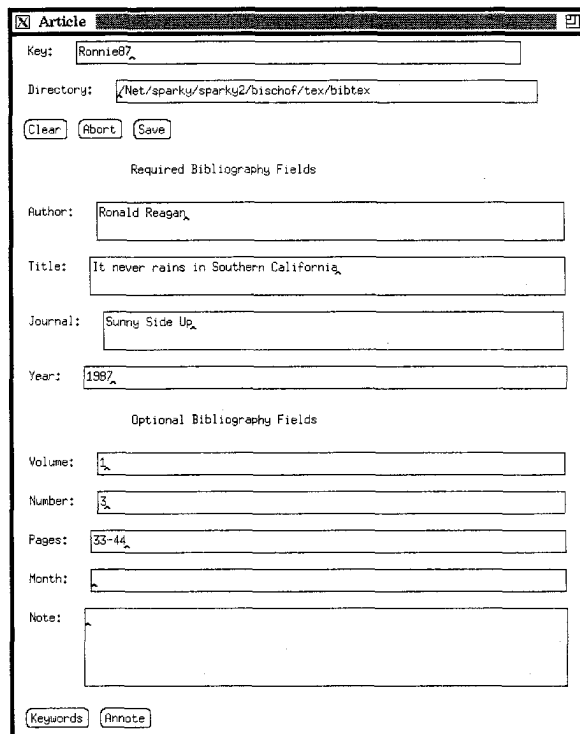 Article
Key: Ronnie87
Directory: /Net/sparky/sparky2/bischof/tex/bibtex
Clear Abort Save
Required Bibliography Fields
Author: Ronald Reagan
Title: It never rains in Southern California
Journal: Sunny Side Up
Year: 1987
Optional Bibliography Fields
Volume: 1
Number: 3
Pages: 33-44
Month:
Note:
Keywords Annote